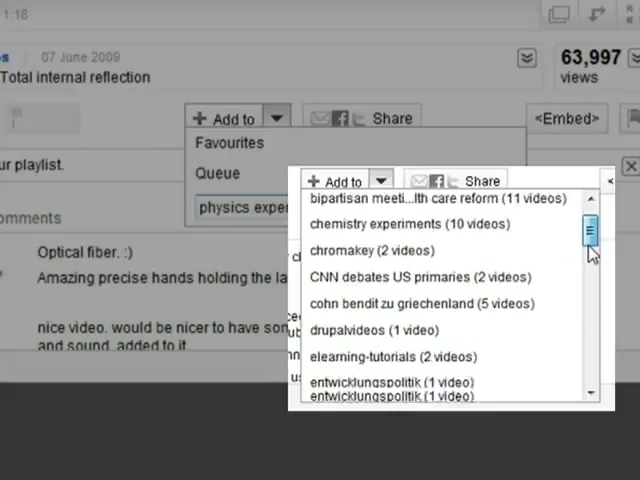 1:18
07 June 2009
63,997
Total internal reflection
views
Add to
Share
<Embed>
Favourites
ur playlist.
Queue
Add to
Share
<
physics exper
bipartisan meeti...lth care reform (11 videos)
omments
chemistry experiments (10 videos)
Optical fiber. :)
chromakey (2 videos)
Amazing precise hands holding the la
CNN debates US primaries (2 videos)
cohn bendit zu griechenland (5 videos)
nice video. would be nicer to have son
drupalvideos (1 video)
and sound. added to it
elearning-tutorials (2 videos)
entwicklungspolitik (1 video)
entwicklungspolitik (1 video)